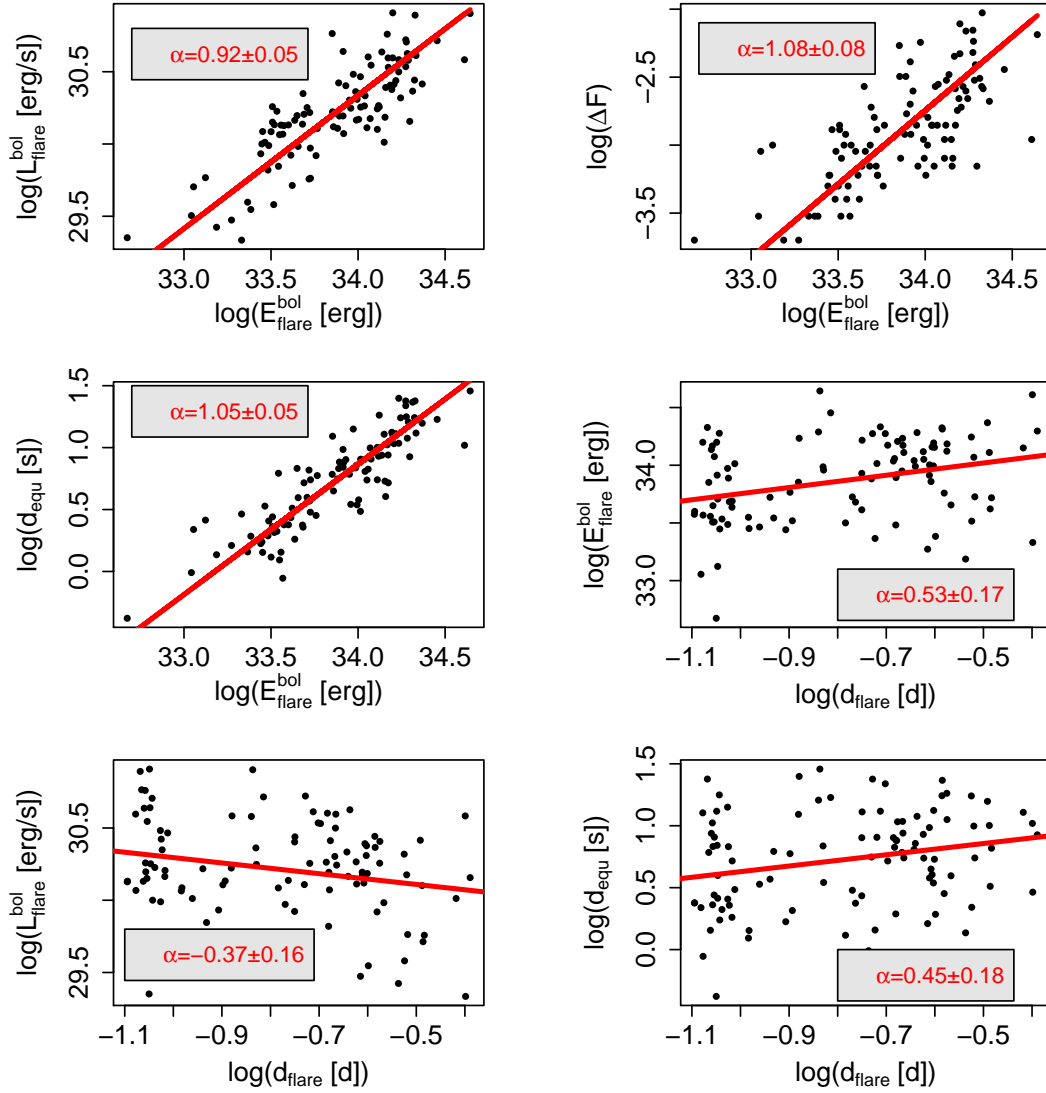 log(L_flare^bol [erg/s])
30.5
29.5
α=0.92±0.05
33.0 33.5 34.0 34.5
log(E_flare^bol [erg])
log(ΔF)
−2.5
−3.5
α=1.08±0.08
33.0 33.5 34.0 34.5
log(E_flare^bol [erg])
log(d_equ [s])
1.5
1.0
0.5
0.0
α=1.05±0.05
33.0 33.5 34.0 34.5
log(E_flare^bol [erg])
log(E_flare^bol [erg])
34.0
33.0
α=0.53±0.17
−1.1 −0.9 −0.7 −0.5
log(d_flare [d])
log(L_flare^bol [erg/s])
30.5
29.5
α=−0.37±0.16
−1.1 −0.9 −0.7 −0.5
log(d_flare [d])
log(d_equ [s])
1.5
1.0
0.5
0.0
α=0.45±0.18
−1.1 −0.9 −0.7 −0.5
log(d_flare [d])